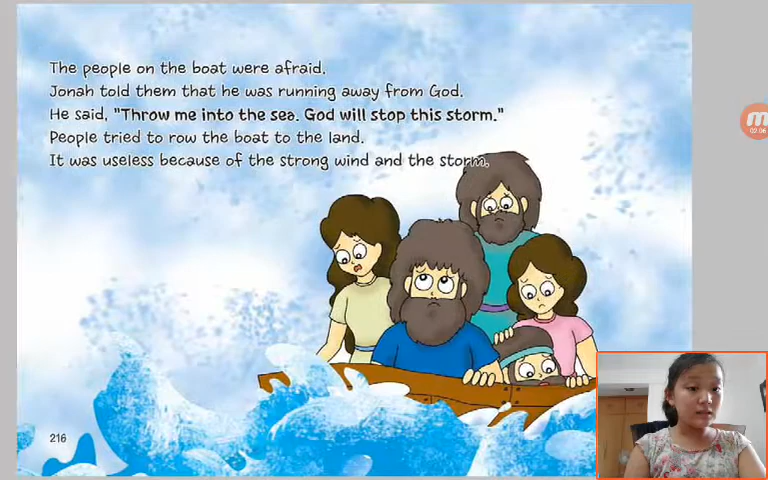 The people on the boat were afraid.
Jonah told them that he was running away from God.
He said, "Throw me into the sea. God will stop this storm."
People tried to row the boat to the land.
It was useless because of the strong wind and the storm.
216
02:06